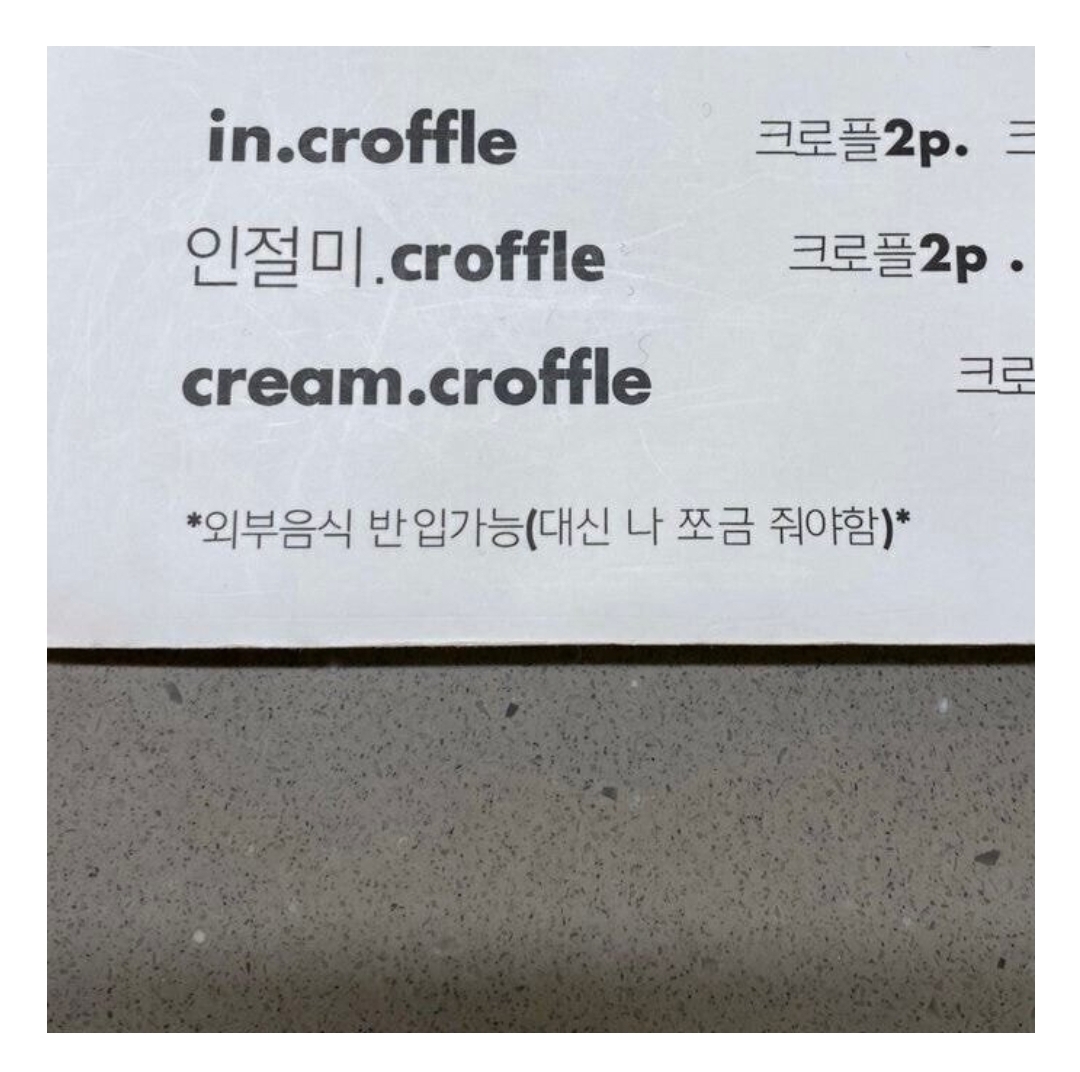 in.croffle 크로플2p.
인절미.croffle 크로플2p .
cream.croffle
*외부음식 반입가능(대신 나 쪼금 줘야함)*